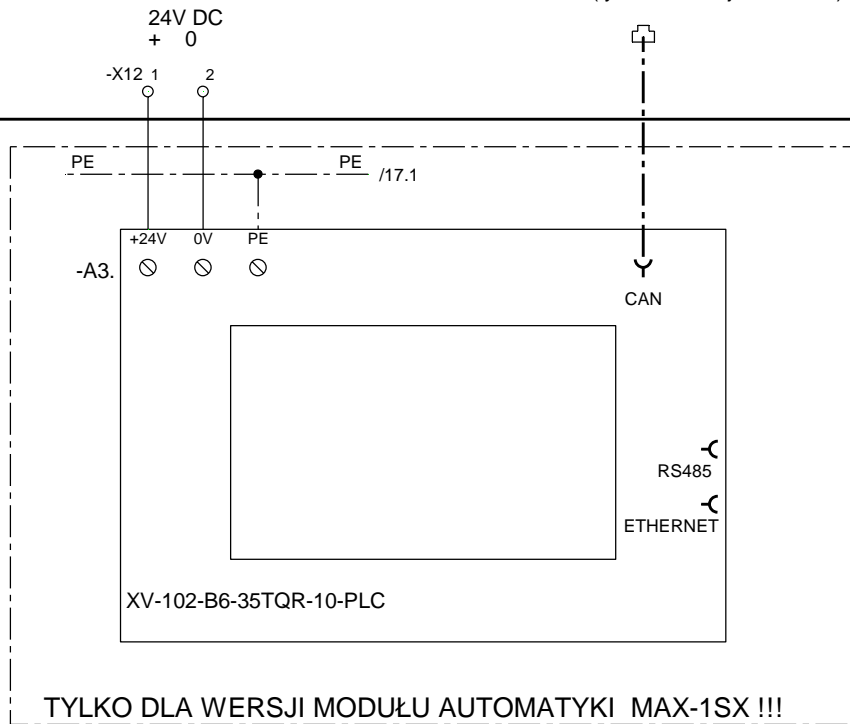 24V DC
+ 0
-X12 1 2
PE PE /17.1
+24V 0V PE
-A3.
CAN
RS485
ETHERNET
XV-102-B6-35TQR-10-PLC
TYLKO DLA WERSJI MODUŁU AUTOMATYKI MAX-1SX !!!